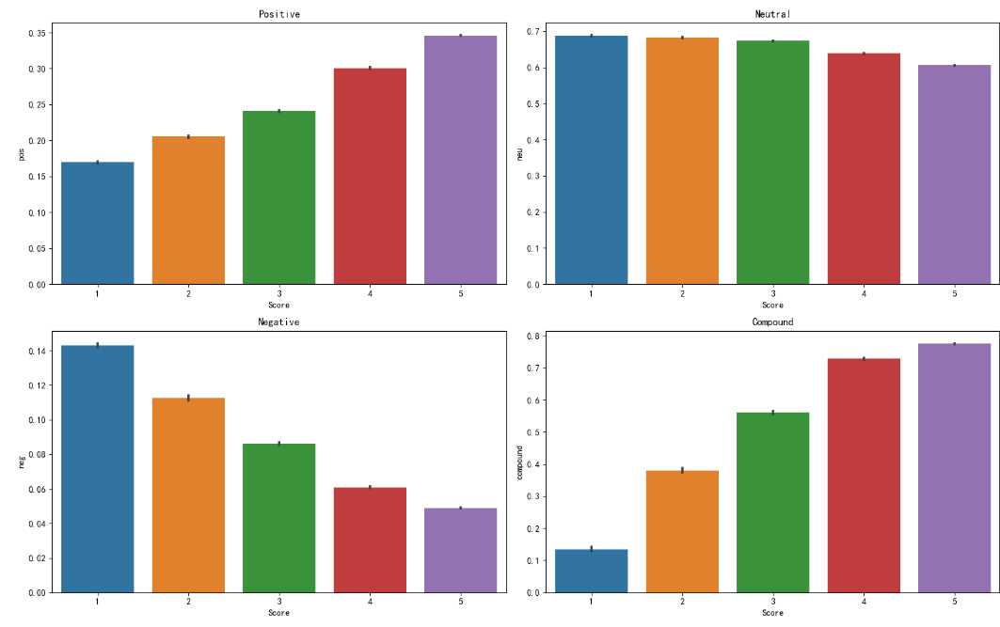 Positive
0.35
0.30
0.25
0.20
0.15
0.10
0.05
0.00
pos
1 2 3 4 5
Score
Neutral
0.7
0.6
0.5
0.4
0.3
0.2
0.1
0.0
neu
1 2 3 4 5
Score
Negative
0.14
0.12
0.10
0.08
0.06
0.04
0.02
0.00
neg
1 2 3 4 5
Score
Compound
0.8
0.7
0.6
0.5
0.4
0.3
0.2
0.1
0.0
compound
1 2 3 4 5
Score